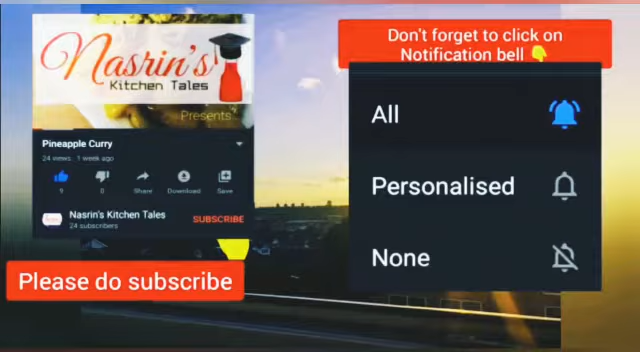 Nasrin's
Kitchen Tales
Presents
Pineapple Curry
24 views · 1 week ago
9
0
Share
Download
Save
Nasrin's Kitchen Tales
24 subscribers
SUBSCRIBE
Please do subscribe
Don't forget to click on
Notification bell 👇
All
Personalised
None